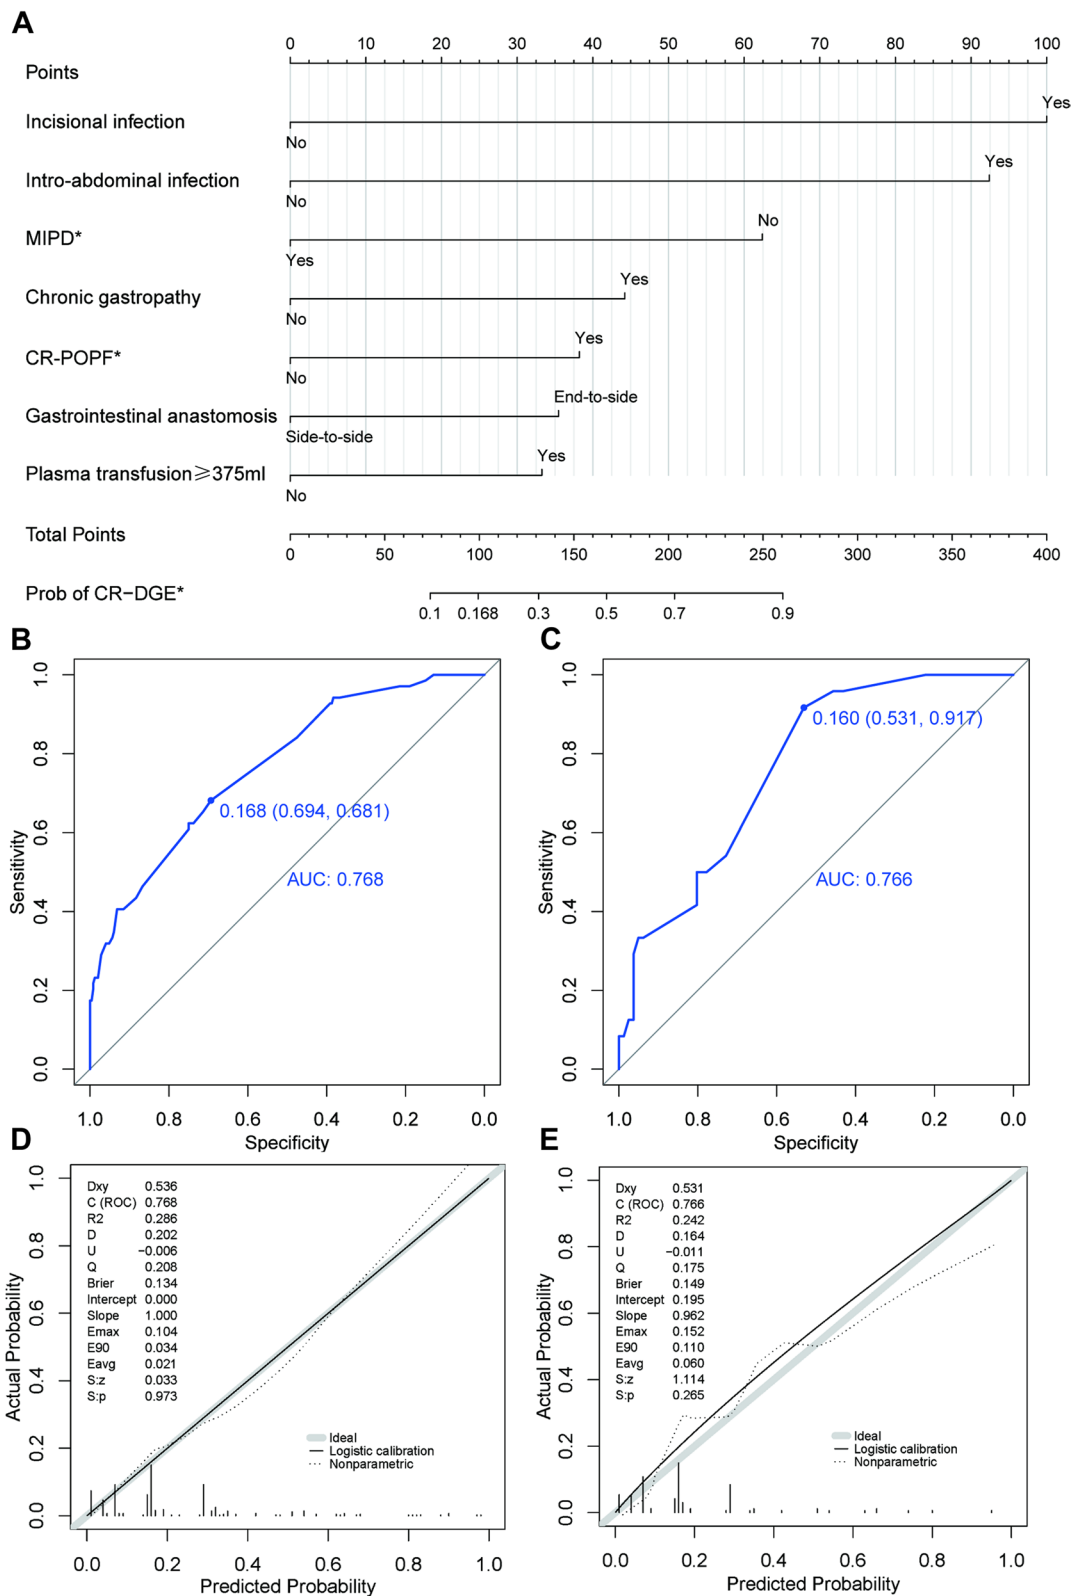 A
0 10 20 30 40 50 60 70 80 90 100
Points
Yes
Incisional infection
No
Yes
Intro-abdominal infection
No
No
MIPD*
Yes
Yes
Chronic gastropathy
No
Yes
CR-POPF*
No
End-to-side
Gastrointestinal anastomosis
Side-to-side
Yes
Plasma transfusion≥375ml
No
Total Points
0 50 100 150 200 250 300 350 400
Prob of CR−DGE*
0.1 0.168 0.3 0.5 0.7 0.9
B
1.0
0.8
0.6
0.4
0.2
0.0
Sensitivity
0.168 (0.694, 0.681)
AUC: 0.768
1.0 0.8 0.6 0.4 0.2 0.0
Specificity
C
1.0
0.8
0.6
0.4
0.2
0.0
Sensitivity
0.160 (0.531, 0.917)
AUC: 0.766
1.0 0.8 0.6 0.4 0.2 0.0
Specificity
D
1.0
0.8
0.6
0.4
0.2
0.0
Actual Probability
Dxy 0.536
C (ROC) 0.768
R2 0.286
D 0.202
U −0.006
Q 0.208
Brier 0.134
Intercept 0.000
Slope 1.000
Emax 0.104
E90 0.034
Eavg 0.021
S:z 0.033
S:p 0.973
Ideal
Logistic calibration
Nonparametric
0.0 0.2 0.4 0.6 0.8 1.0
Predicted Probability
E
1.0
0.8
0.6
0.4
0.2
0.0
Actual Probability
Dxy 0.531
C (ROC) 0.766
R2 0.242
D 0.164
U −0.011
Q 0.175
Brier 0.149
Intercept 0.195
Slope 0.962
Emax 0.152
E90 0.110
Eavg 0.060
S:z 1.114
S:p 0.265
Ideal
Logistic calibration
Nonparametric
0.0 0.2 0.4 0.6 0.8 1.0
Predicted Probability